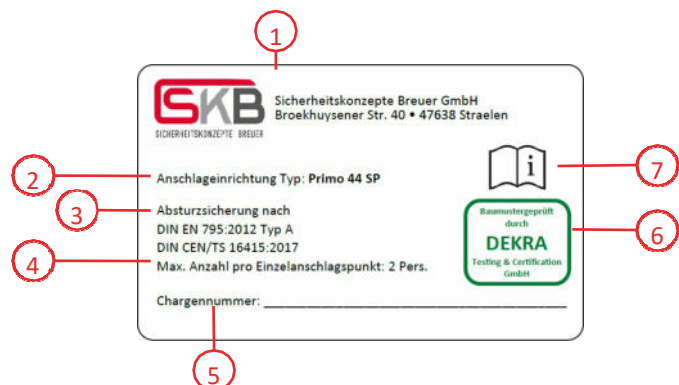 1
SKB
SICHERHEITSKONZEPTE BREUER
Sicherheitskonzepte Breuer GmbH
Broekhuysener Str. 40 • 47638 Straelen
2
Anschlageinrichtung Typ: Primo 44 SP
i
7
3
Absturzsicherung nach
DIN EN 795:2012 Typ A
DIN CEN/TS 16415:2017
4
Max. Anzahl pro Einzelanschlagspunkt: 2 Pers.
Baumustergeprüft
durch
DEKRA
Testing & Certification
GmbH
6
Chargennummer: ___________________________
5